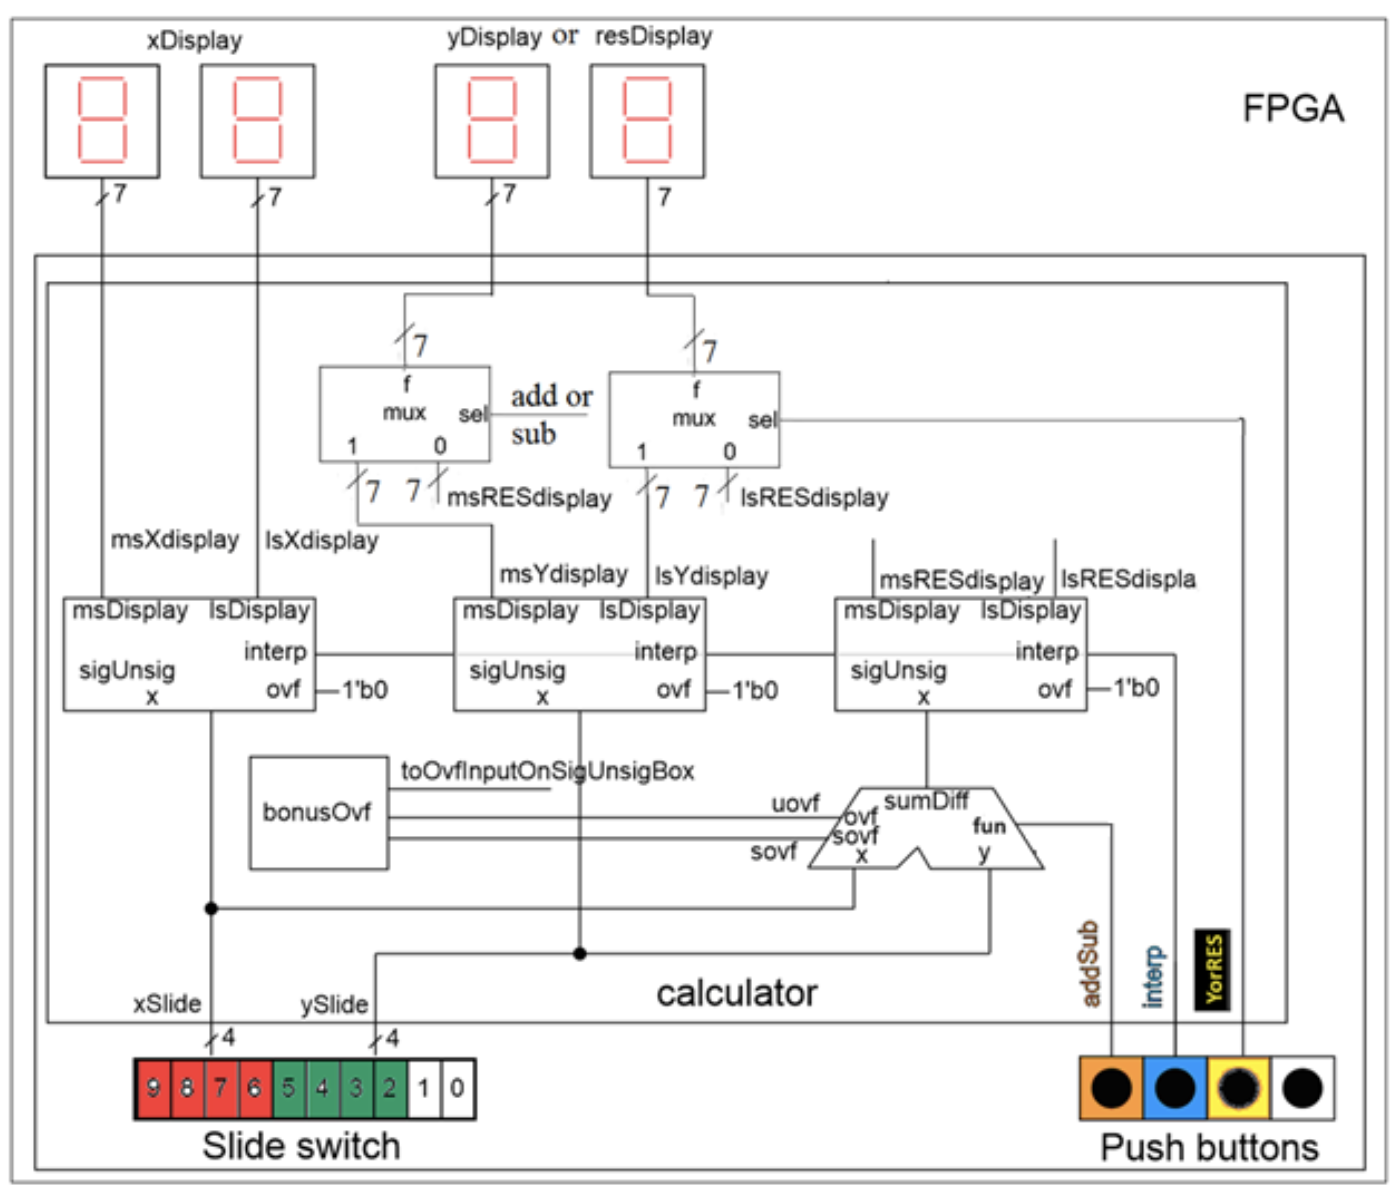 xDisplay
yDisplay or resDisplay
FPGA
7
7
7
7
7
7
f
mux
sel
1
0
add or
sub
f
mux
sel
1
0
7
7
msRESdisplay
7
7
lsRESdisplay
msXdisplay
lsXdisplay
msYdisplay
lsYdisplay
msRESdisplay
lsRESdispla
msDisplay
lsDisplay
interp
sigUnsig
x
ovf
1'b0
msDisplay
lsDisplay
interp
sigUnsig
x
ovf
1'b0
msDisplay
lsDisplay
interp
sigUnsig
x
ovf
1'b0
bonusOvf
toOvfInputOnSigUnsigBox
uovf
sovf
sumDiff
ovf
sovf
fun
x
y
addSub
interp
YorRES
calculator
xSlide
ySlide
4
4
9 8 7 6 5 4 3 2 1 0
Slide switch
Push buttons